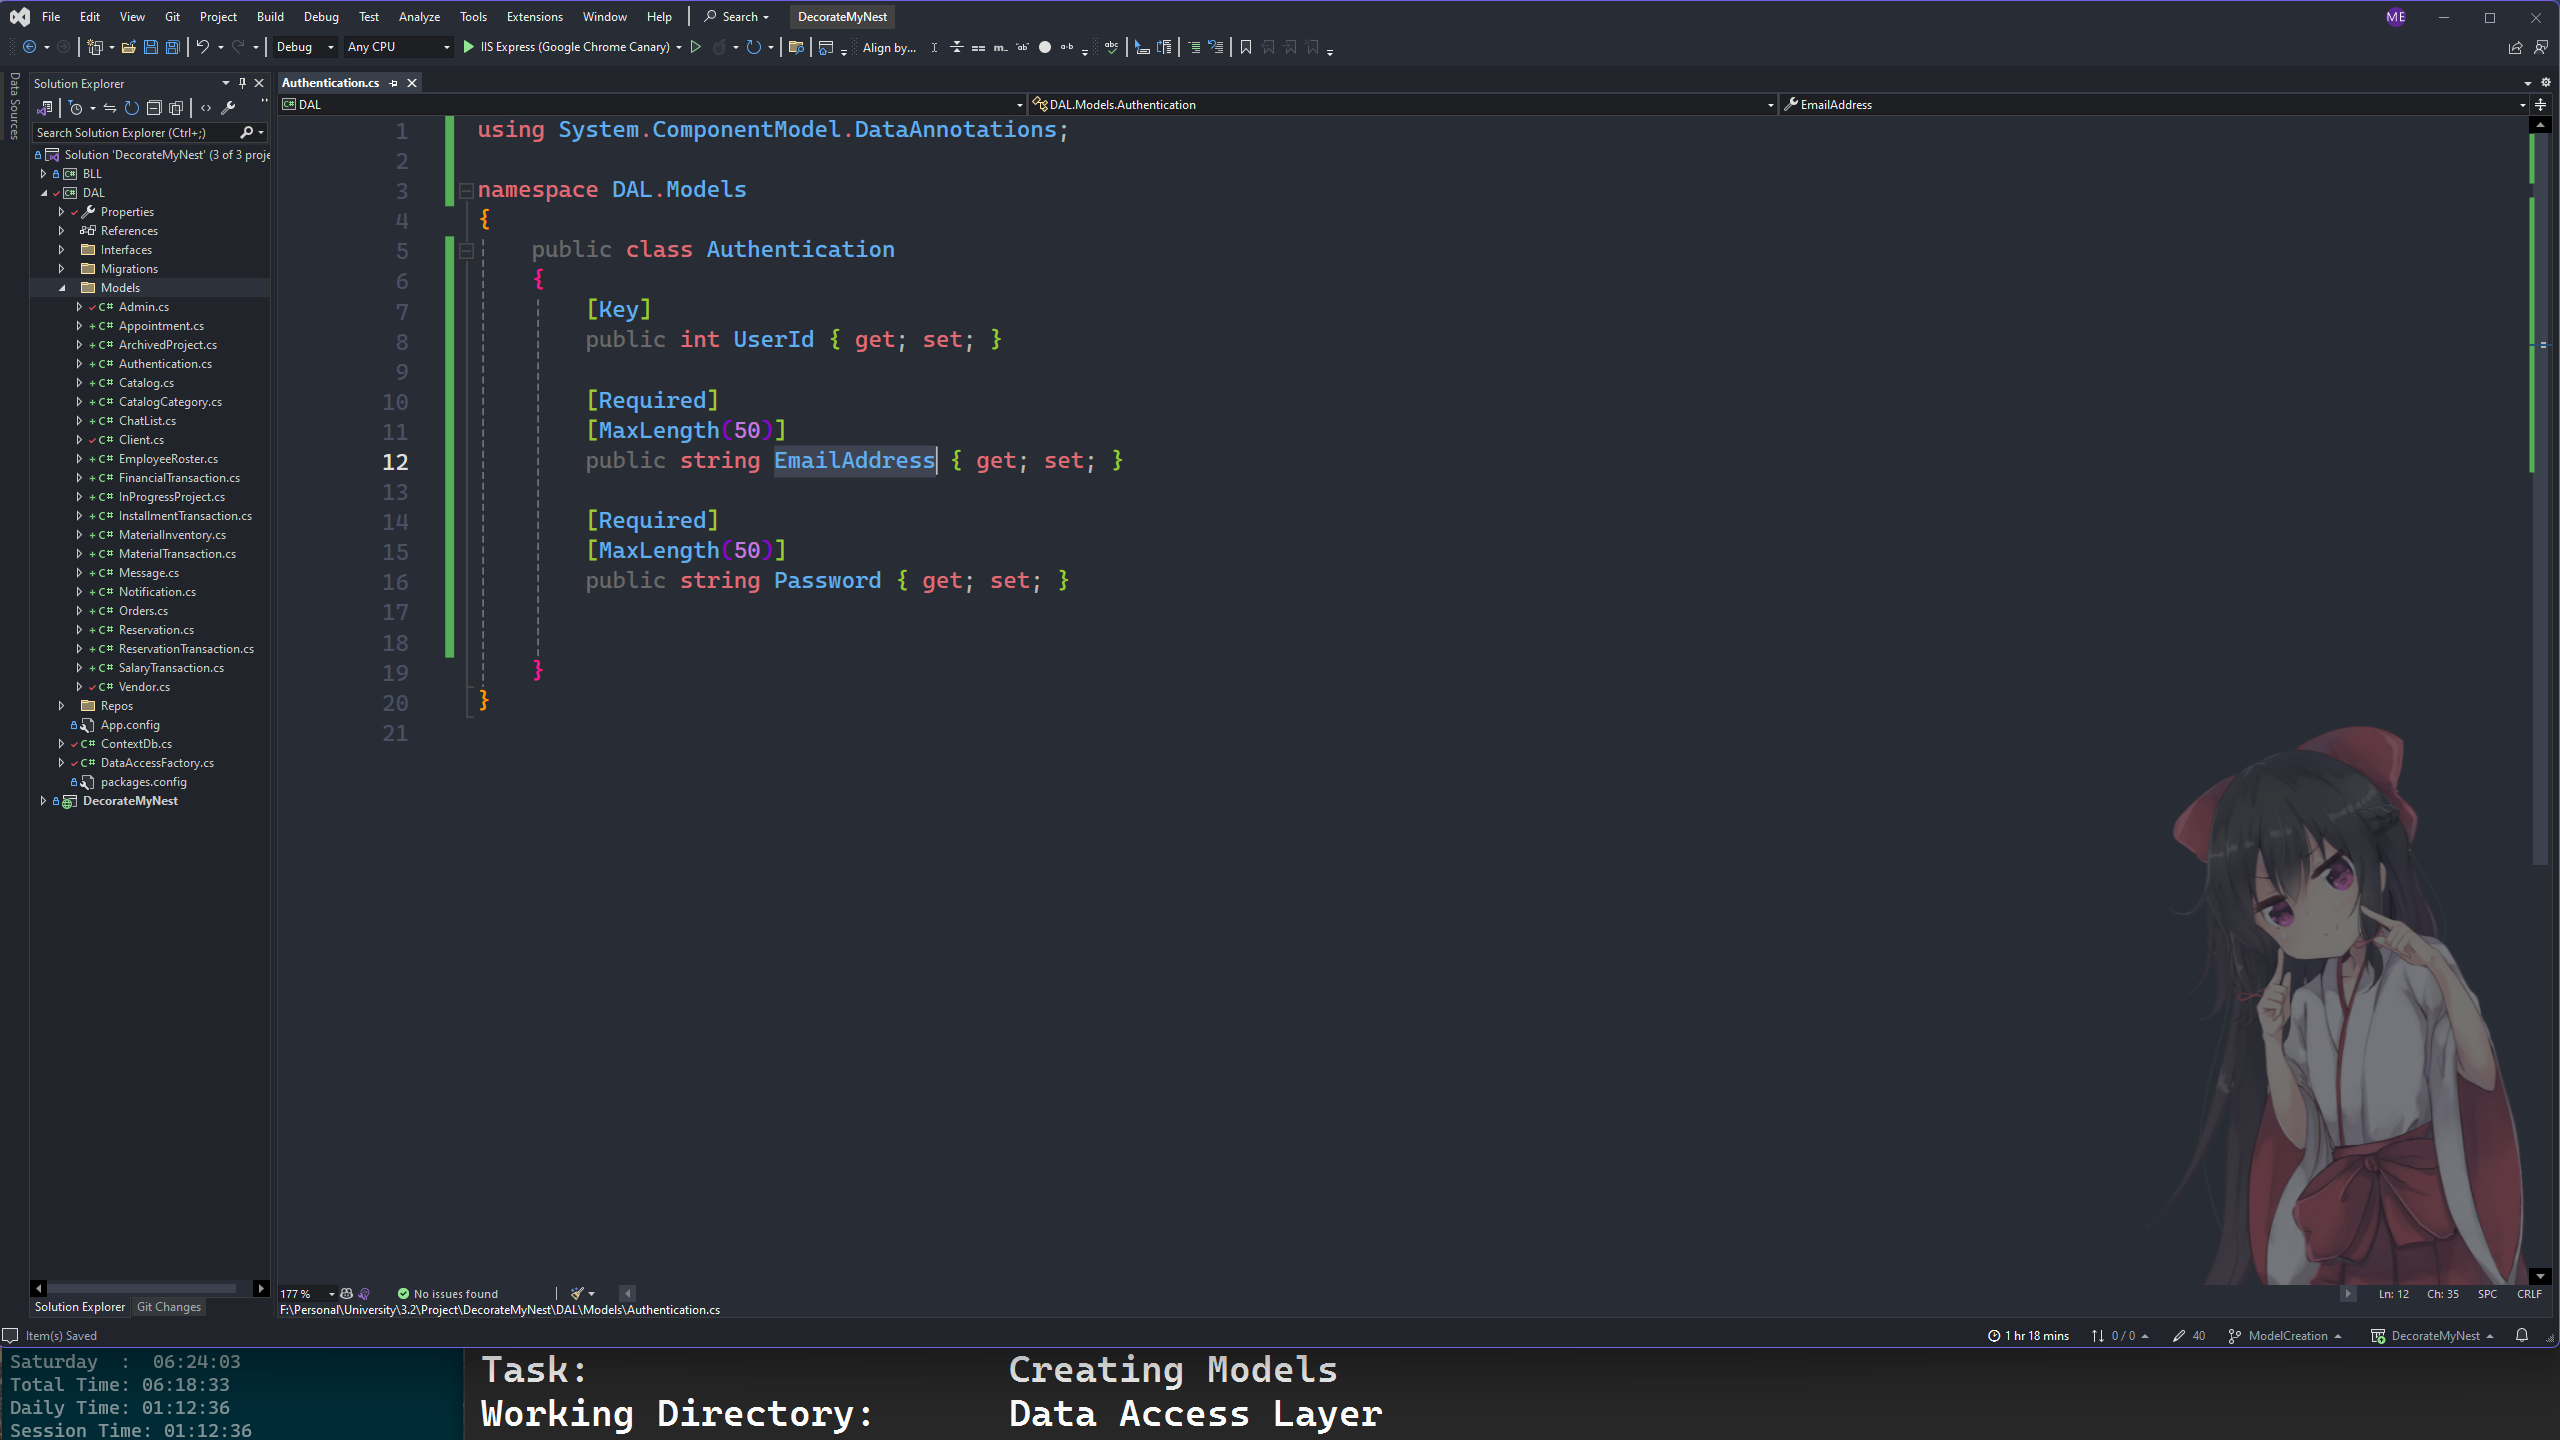 File Edit View Git Project Build Debug Test Analyze Tools Extensions Window Help Search DecorateMyNest ME
Debug Any CPU IIS Express (Google Chrome Canary) Align by...
Data Sources
Solution Explorer
Search Solution Explorer (Ctrl+;)
Solution 'DecorateMyNest' (3 of 3 proje
BLL
DAL
Properties
References
Interfaces
Migrations
Models
C# Admin.cs
C# Appointment.cs
C# ArchivedProject.cs
C# Authentication.cs
C# Catalog.cs
C# CatalogCategory.cs
C# ChatList.cs
C# Client.cs
C# EmployeeRoster.cs
C# FinancialTransaction.cs
C# InProgressProject.cs
C# InstallmentTransaction.cs
C# MaterialInventory.cs
C# MaterialTransaction.cs
C# Message.cs
C# Notification.cs
C# Orders.cs
C# Reservation.cs
C# ReservationTransaction.cs
C# SalaryTransaction.cs
C# Vendor.cs
Repos
App.config
C# ContextDb.cs
C# DataAccessFactory.cs
packages.config
DecorateMyNest
Solution Explorer Git Changes
Authentication.cs
DAL DAL.Models.Authentication EmailAddress
1 using System.ComponentModel.DataAnnotations;
2
3 namespace DAL.Models
4 {
5 public class Authentication
6 {
7 [Key]
8 public int UserId { get; set; }
9
10 [Required]
11 [MaxLength(50)]
12 public string EmailAddress { get; set; }
13
14 [Required]
15 [MaxLength(50)]
16 public string Password { get; set; }
17
18
19 }
20 }
21
177 % No issues found Ln: 12 Ch: 35 SPC CRLF
F:\Personal\University\3.2\Project\DecorateMyNest\DAL\Models\Authentication.cs
Item(s) Saved 1 hr 18 mins 0 / 0 40 ModelCreation DecorateMyNest
Saturday : 06:24:03
Total Time: 06:18:33
Daily Time: 01:12:36
Session Time: 01:12:36
Task: Creating Models
Working Directory: Data Access Layer